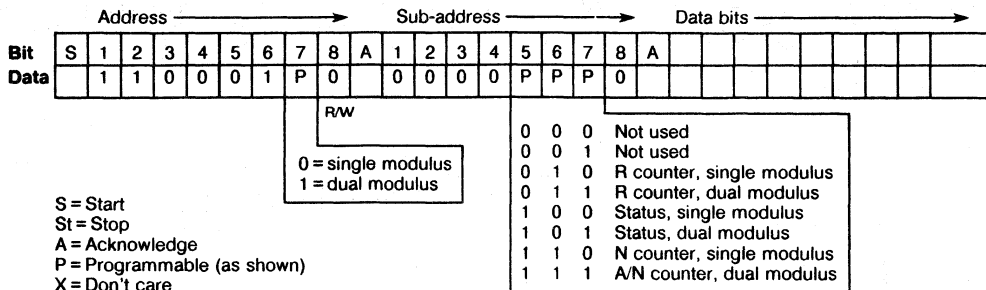 Address Sub-address Data bits
Bit S 1 2 3 4 5 6 7 8 A 1 2 3 4 5 6 7 8 A
Data 1 1 0 0 0 1 P 0 0 0 0 0 P P P 0
R/W
0 = single modulus
1 = dual modulus
0 0 0 Not used
0 0 1 Not used
0 1 0 R counter, single modulus
0 1 1 R counter, dual modulus
1 0 0 Status, single modulus
1 0 1 Status, dual modulus
1 1 0 N counter, single modulus
1 1 1 A/N counter, dual modulus
S = Start
St = Stop
A = Acknowledge
P = Programmable (as shown)
X = Don't care